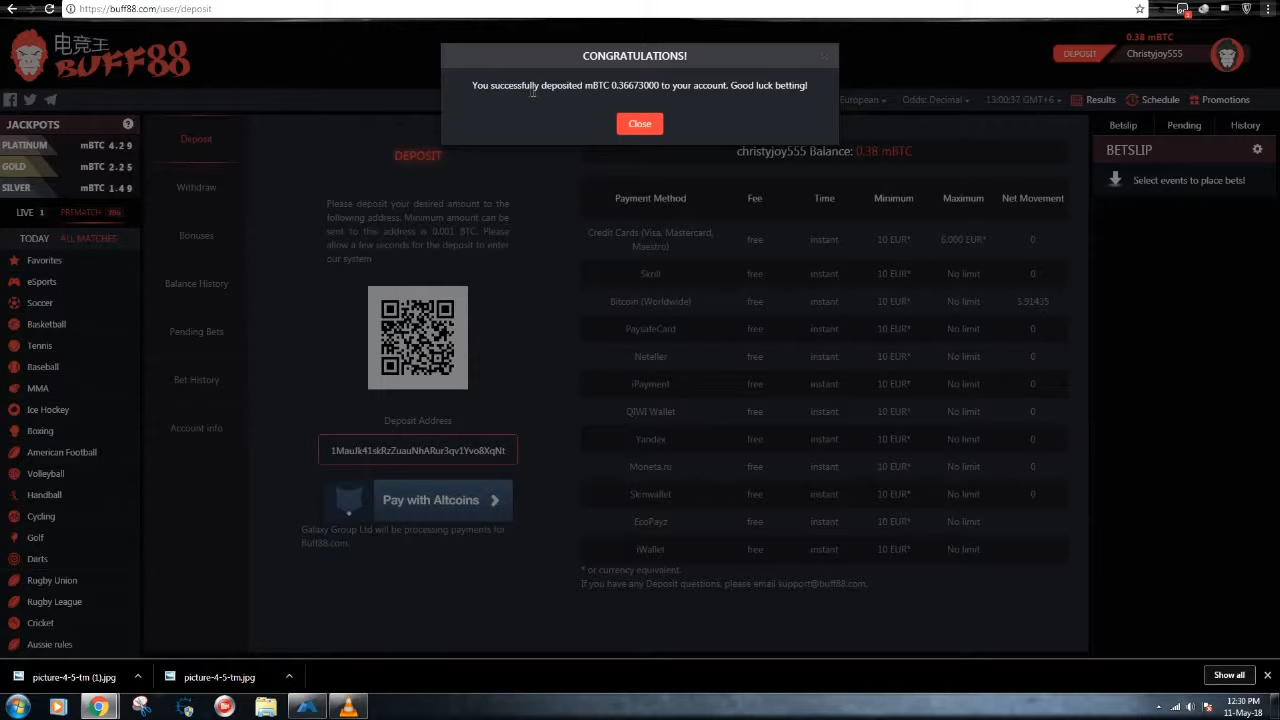 https://buff88.com/user/deposit
电竞王
BUFF88
0.38 mBTC
DEPOSIT
Christyjoy555
CONGRATULATIONS!
You successfully deposited mBTC 0.36673000 to your account. Good luck betting!
Close
European
Odds: Decimal
13:00:37 GMT+6
Results
Schedule
Promotions
JACKPOTS
PLATINUM mBTC 4.29
GOLD mBTC 2.25
SILVER mBTC 1.49
LIVE 1 PREMATCH
TODAY ALL MATCHES
Favorites
eSports
Soccer
Basketball
Tennis
Baseball
MMA
Ice Hockey
Boxing
American Football
Volleyball
Handball
Cycling
Golf
Darts
Rugby Union
Rugby League
Cricket
Aussie rules
Deposit
Withdraw
Bonuses
Balance History
Pending Bets
Bet History
Account info
DEPOSIT
Please deposit your desired amount to the
following address. Minimum amount can be
sent to this address is 0.001 BTC. Please
allow a few seconds for the deposit to enter
our system
Deposit Address
1MauJk41skRzZuauNhARur3qv1Yvo8XqNt
Pay with Altcoins
Galaxy Group Ltd will be processing payments for
Buff88.com.
christyjoy555 Balance: 0.38 mBTC
Payment Method Fee Time Minimum Maximum Net Movement
Credit Cards (Visa, Mastercard,
Maestro) free instant 10 EUR* 6.000 EUR* 0
Skrill free instant 10 EUR* No limit 0
Bitcoin (Worldwide) free instant 10 EUR* No limit 5.91435
PaysafeCard free instant 10 EUR* No limit 0
Neteller free instant 10 EUR* No limit 0
iPayment free instant 10 EUR* No limit 0
QIWI Wallet free instant 10 EUR* No limit 0
Yandex free instant 10 EUR* No limit 0
Moneta.ru free instant 10 EUR* No limit 0
Skinwallet free instant 10 EUR* No limit 0
EcoPayz free instant 10 EUR* No limit
iWallet free instant 10 EUR* No limit
* or currency equivalent.
If you have any Deposit questions, please email support@buff88.com.
Betslip Pending History
BETSLIP
Select events to place bets!
picture-4-5-tm (1).jpg
picture-4-5-tm.jpg
Show all
12:30 PM
11-May-18